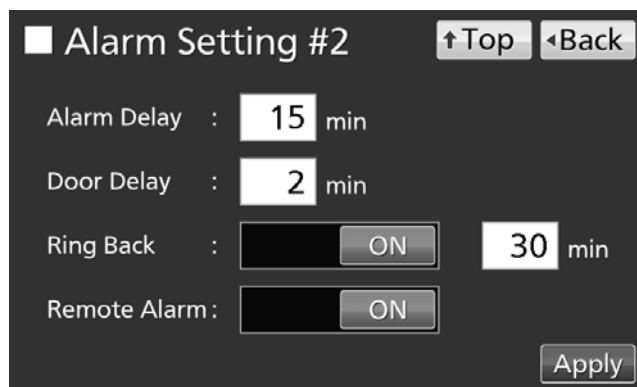 Alarm Setting #2 ↑Top ◂Back
Alarm Delay : 15 min
Door Delay : 2 min
Ring Back : ON 30 min
Remote Alarm: ON
Apply